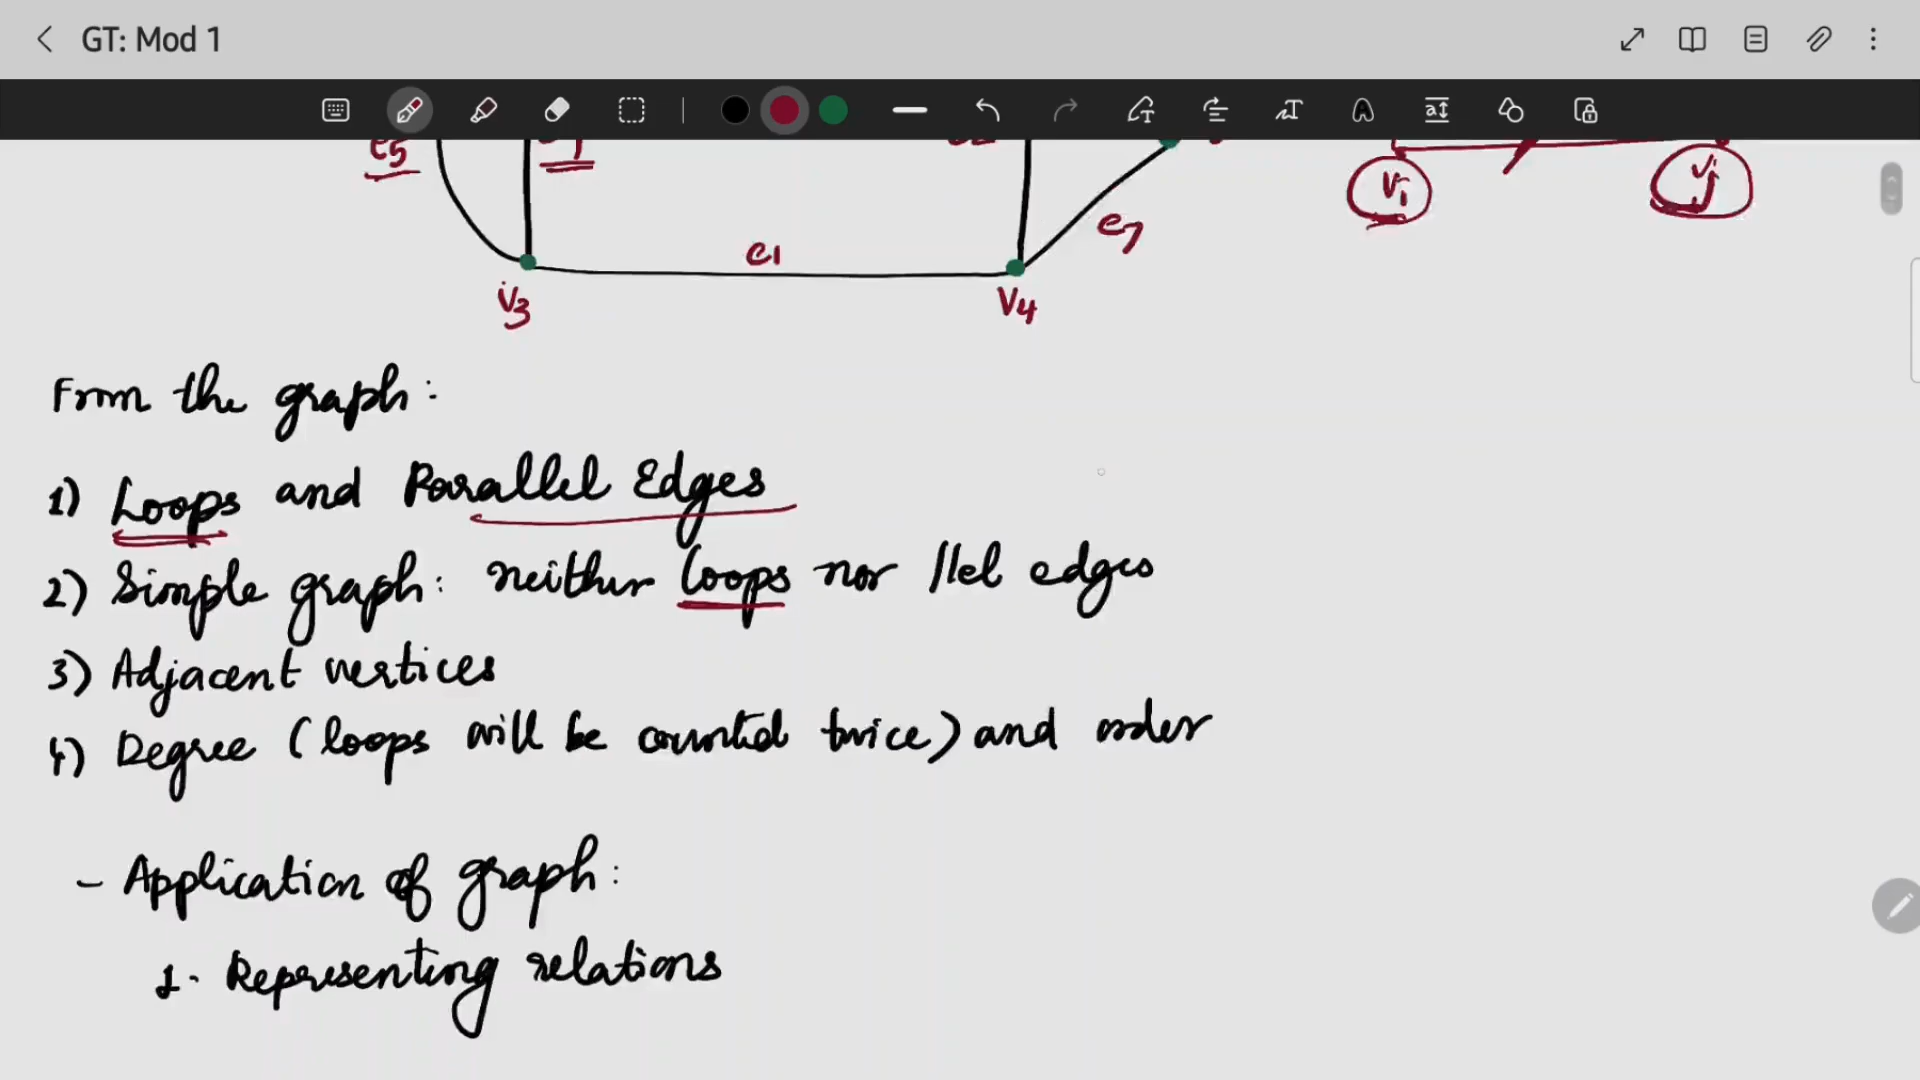 GT: Mod 1
e5
vi
vj
e7
e1
v3
v4
From the graph:
1) Loops and Parallel Edges
2) Simple graph: neither loops nor //el edges
3) Adjacent vertices
4) Degree (loops will be counted twice) and order
- Application of graph:
1. Representing relations